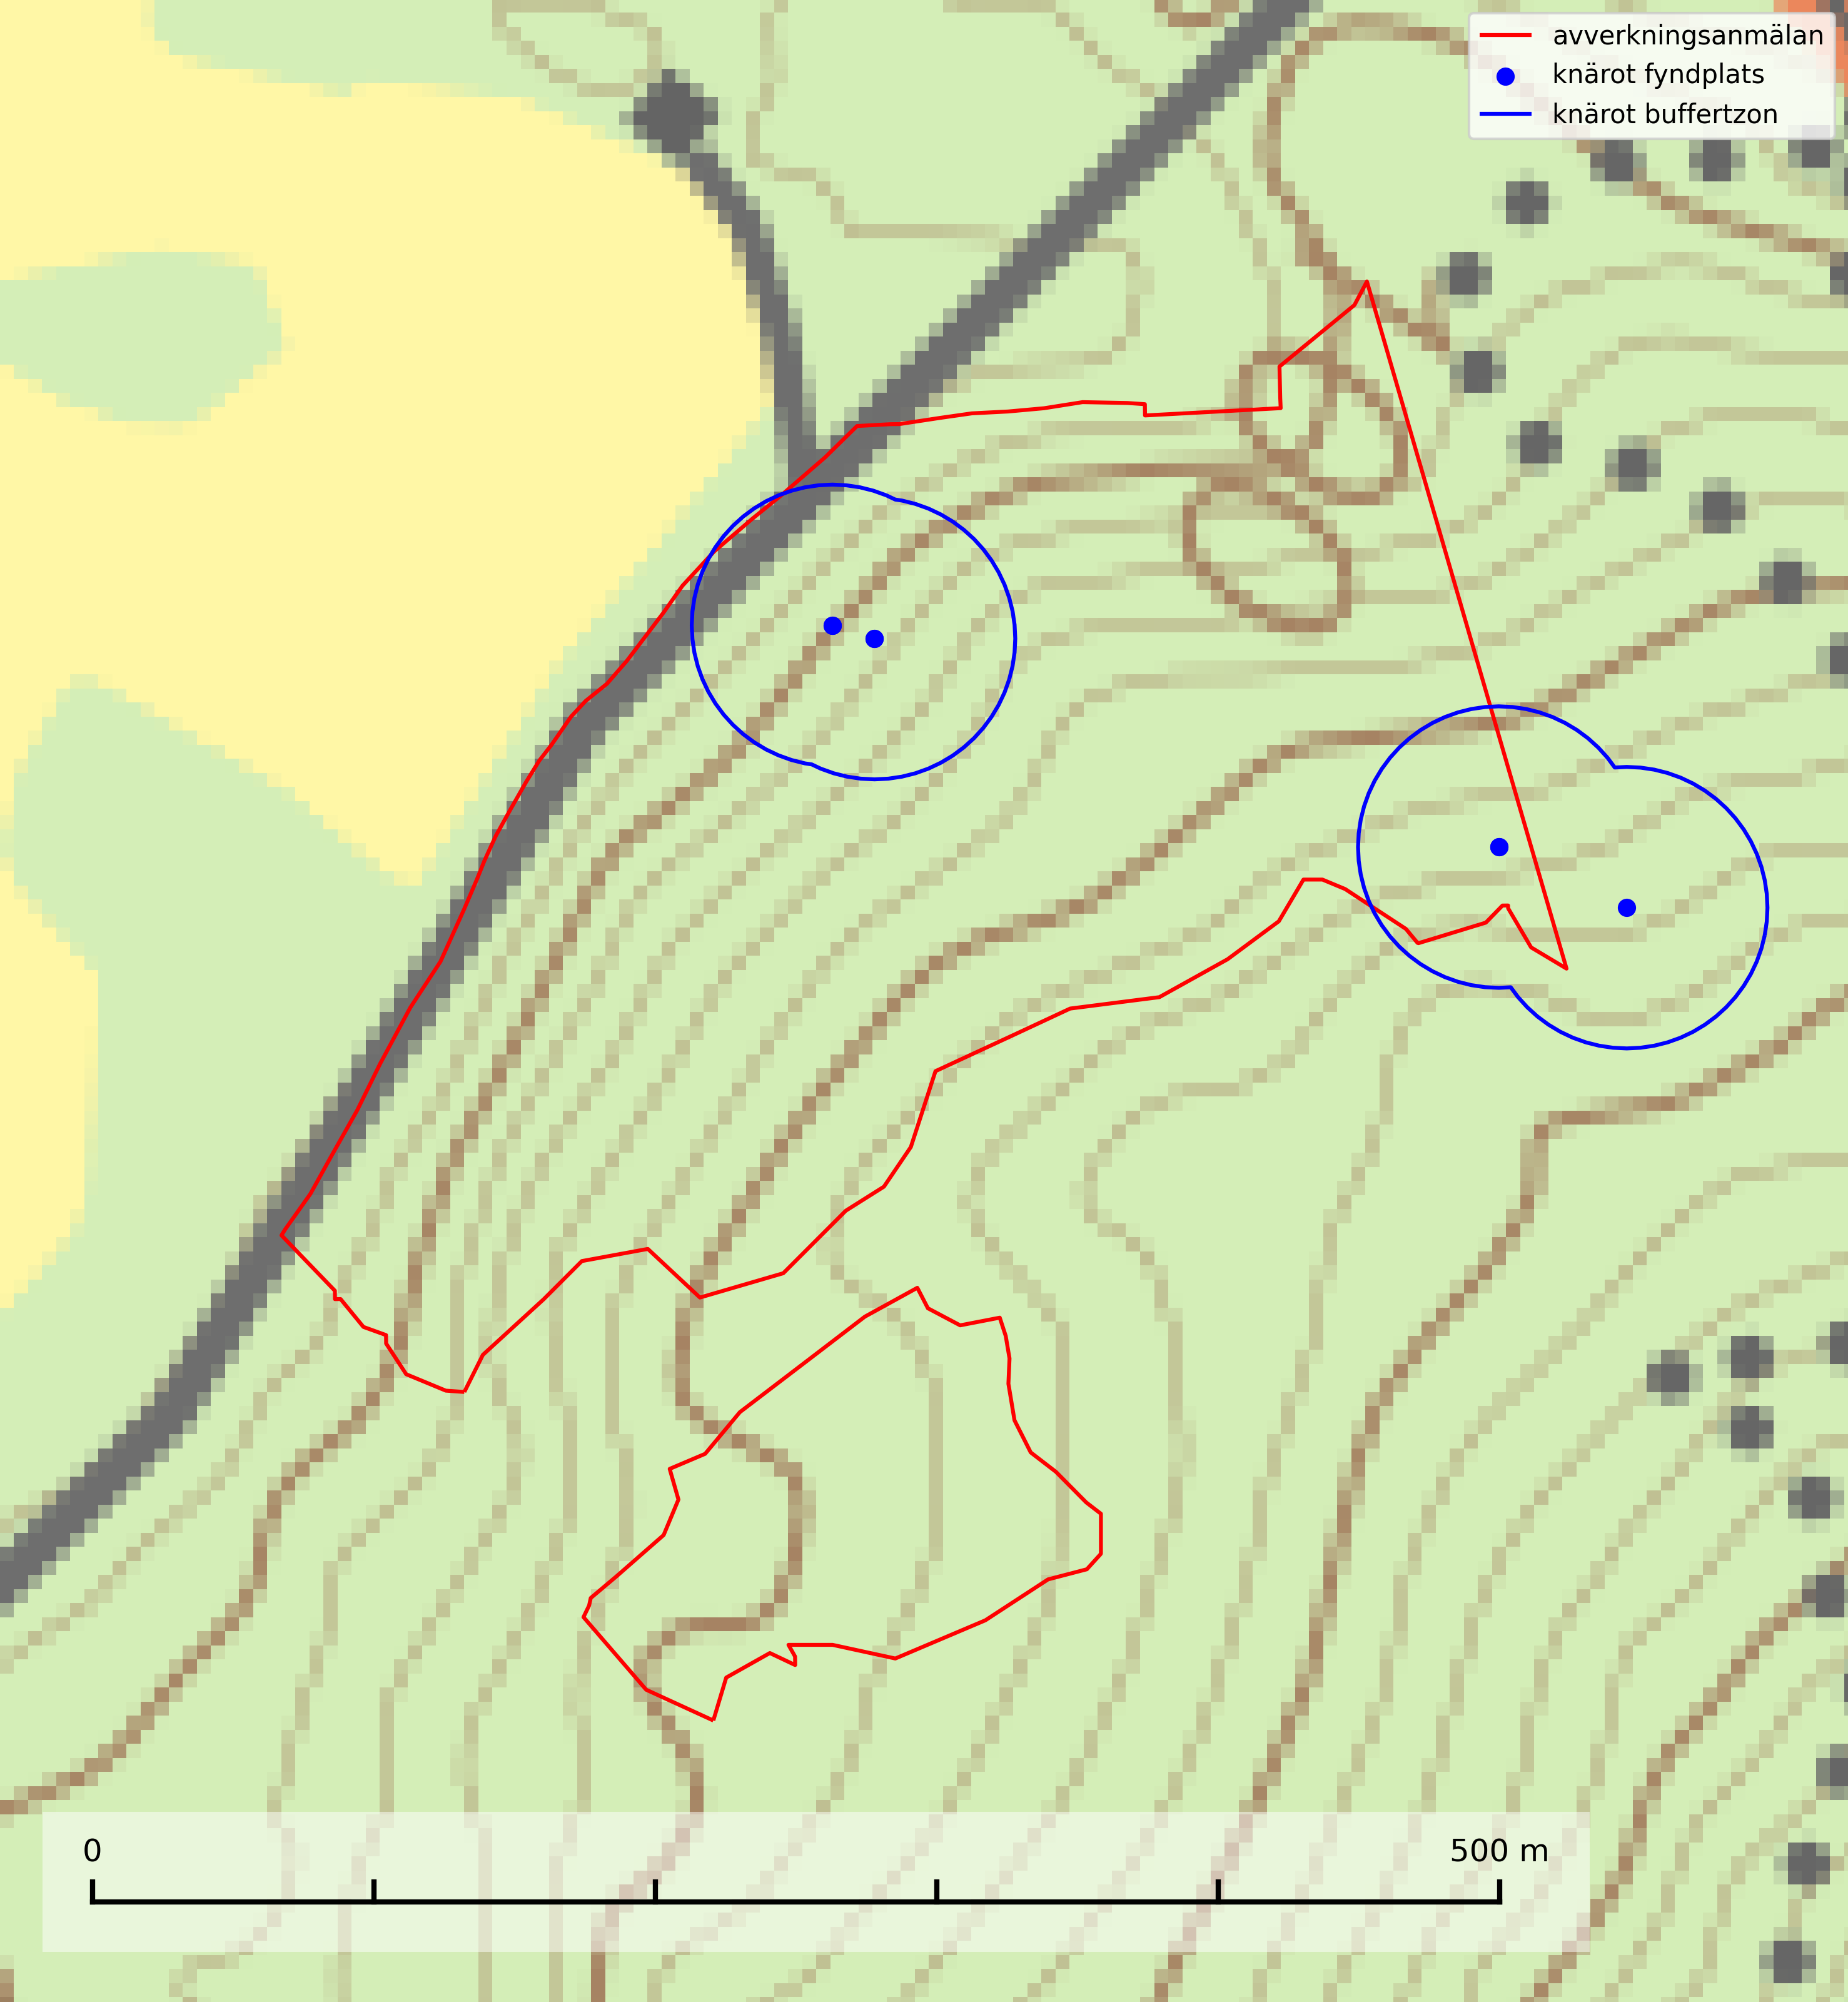 avverkningsanmälan
knärot fyndplats
knärot buffertzon
0 500 m